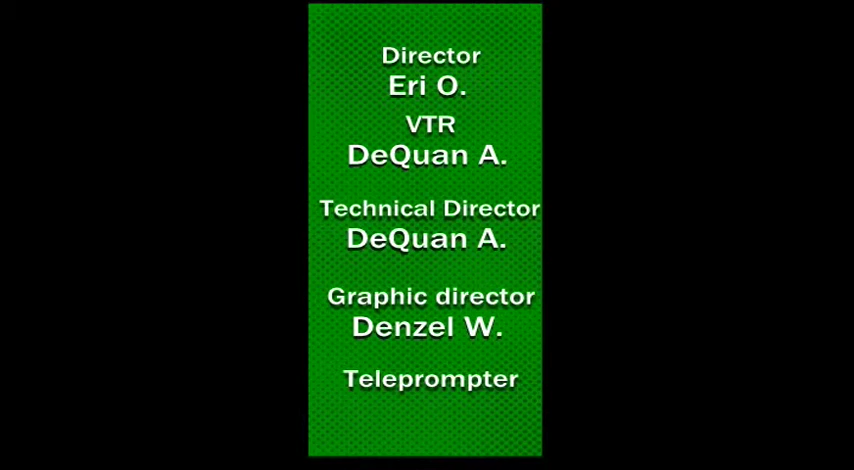 Director
Eri O.
VTR
DeQuan A.
Technical Director
DeQuan A.
Graphic director
Denzel W.
Teleprompter